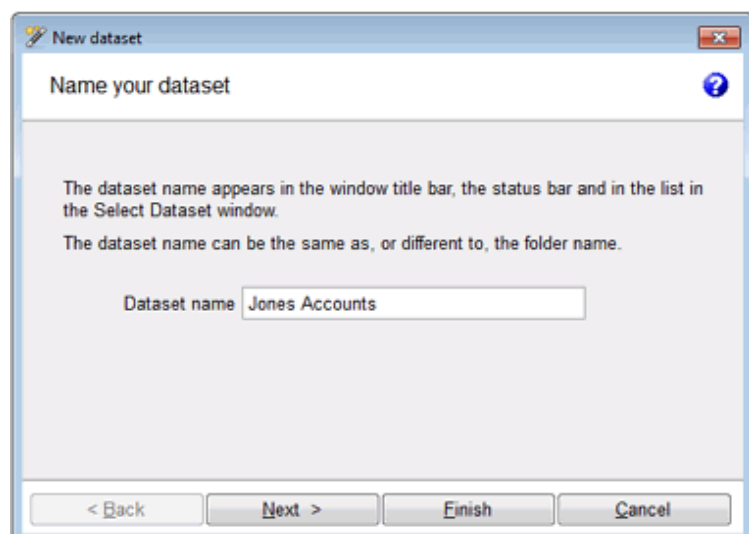 New dataset
Name your dataset
?
The dataset name appears in the window title bar, the status bar and in the list in
the Select Dataset window.
The dataset name can be the same as, or different to, the folder name.
Dataset name Jones Accounts
< Back Next > Finish Cancel